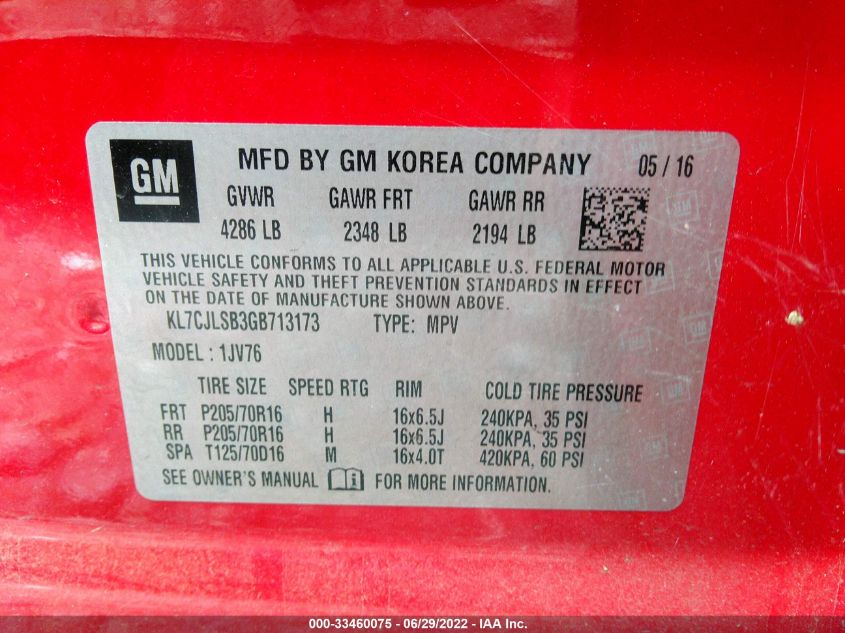 GM
MFD BY GM KOREA COMPANY 05 / 16
GVWR GAWR FRT GAWR RR
4286 LB 2348 LB 2194 LB
THIS VEHICLE CONFORMS TO ALL APPLICABLE U.S. FEDERAL MOTOR
VEHICLE SAFETY AND THEFT PREVENTION STANDARDS IN EFFECT
ON THE DATE OF MANUFACTURE SHOWN ABOVE.
KL7CJLSB3GB713173 TYPE: MPV
MODEL : 1JV76
TIRE SIZE SPEED RTG RIM COLD TIRE PRESSURE
FRT P205/70R16 H 16x6.5J 240KPA, 35 PSI
RR P205/70R16 H 16x6.5J 240KPA, 35 PSI
SPA T125/70D16 M 16x4.0T 420KPA, 60 PSI
SEE OWNER'S MANUAL FOR MORE INFORMATION.
000-33460075 - 06/29/2022 - IAA Inc.